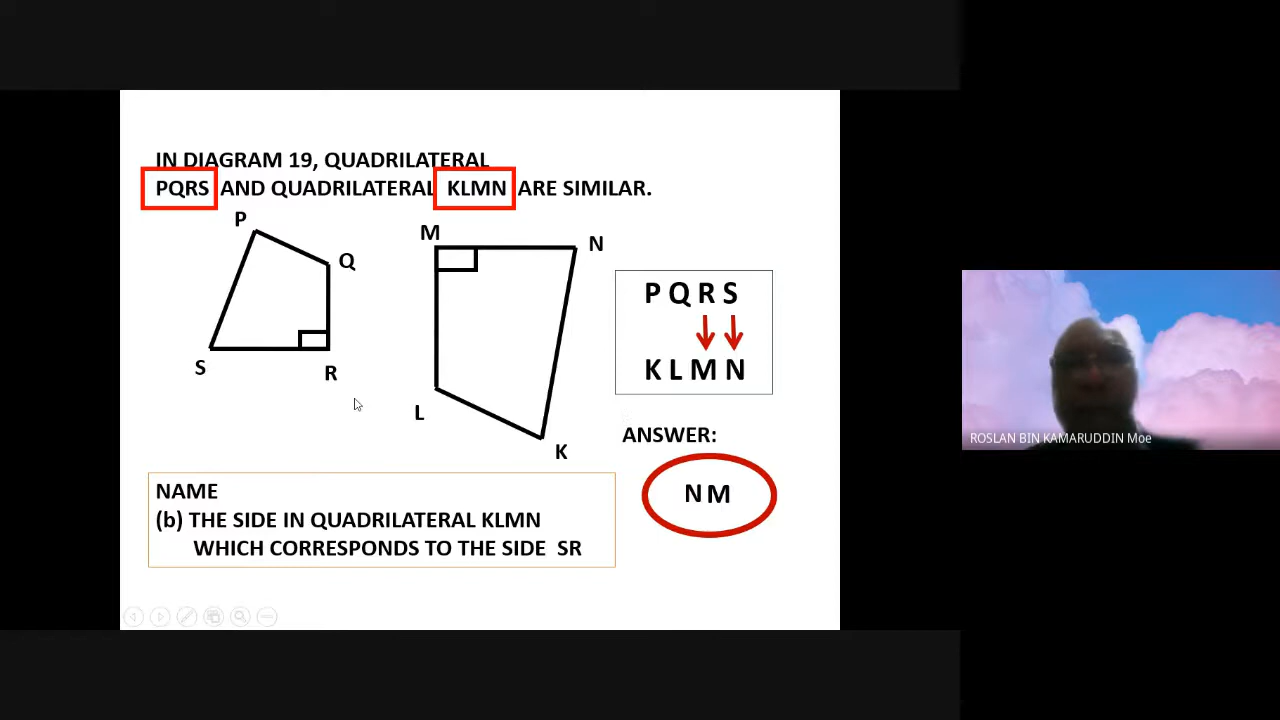 IN DIAGRAM 19, QUADRILATERAL
PQRS AND QUADRILATERAL KLMN ARE SIMILAR.
P
Q
S
R
M
N
L
K
P Q R S
K L M N
ANSWER:
N M
NAME
(b) THE SIDE IN QUADRILATERAL KLMN
WHICH CORRESPONDS TO THE SIDE SR
ROSLAN BIN KAMARUDDIN Moe